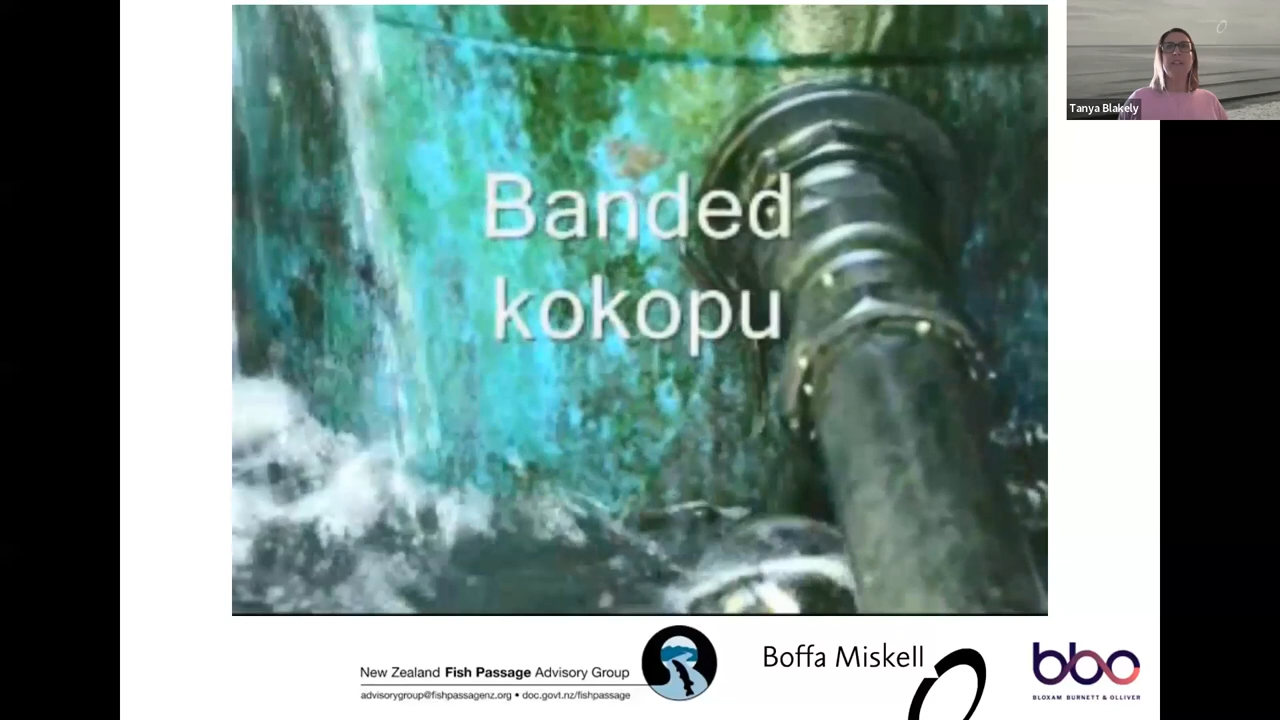 Banded
kokopu
Tanya Blakely
New Zealand Fish Passage Advisory Group
advisorygroup@fishpassagenz.org • doc.govt.nz/fishpassage
Boffa Miskell
bbo
BLOXAM BURNETT & OLLIVER